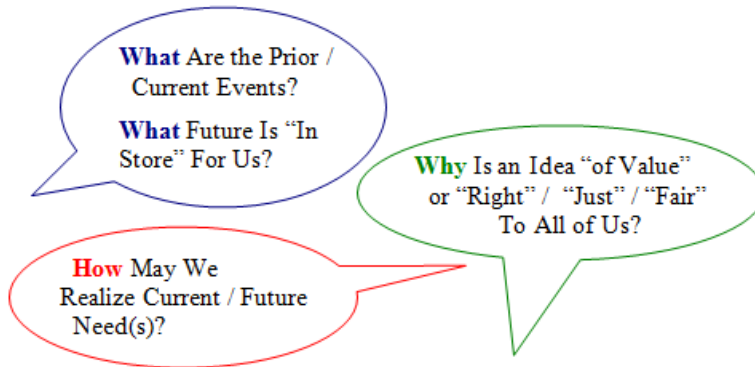 What Are the Prior /
Current Events?
What Future Is “In
Store” For Us?
Why Is an Idea “of Value”
or “Right” / “Just” / “Fair”
To All of Us?
How May We
Realize Current / Future
Need(s)?